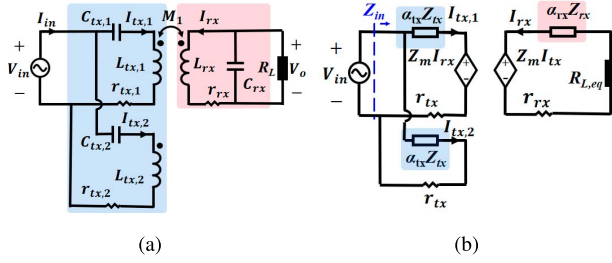 I_in C_tx,1 I_tx,1 M_1 I_rx
+ V_in −
L_tx,1 L_rx C_rx R_L + V_o −
r_tx,1 r_rx
I_tx,2
C_tx,2
L_tx,2
r_tx,2
(a)
Z_in α_tx Z_tx I_tx,1 I_rx α_rx Z_rx
+ V_in −
Z_m I_rx + − Z_m I_tx + − R_L,eq
r_tx r_rx
I_tx,2
α_tx Z_tx
r_tx
(b)